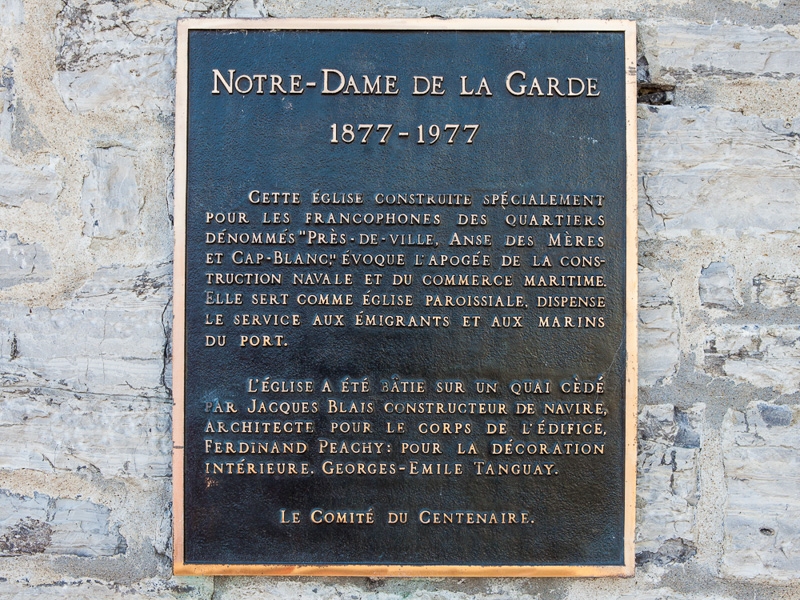 NOTRE-DAME DE LA GARDE
1877-1977
CETTE ÉGLISE CONSTRUITE SPÉCIALEMENT
POUR LES FRANCOPHONES DES QUARTIERS
DÉNOMMÉS "PRÈS-DE-VILLE, ANSE DES MÈRES
ET CAP-BLANC," ÉVOQUE L'APOGÉE DE LA CONS-
TRUCTION NAVALE ET DU COMMERCE MARITIME.
ELLE SERT COMME ÉGLISE PAROISSIALE, DISPENSE
LE SERVICE AUX ÉMIGRANTS ET AUX MARINS
DU PORT.
L'ÉGLISE A ÉTÉ BÂTIE SUR UN QUAI CÈDÉ
PAR JACQUES BLAIS CONSTRUCTEUR DE NAVIRE,
ARCHITECTE POUR LE CORPS DE L'ÉDIFICE,
FERDINAND PEACHY: POUR LA DÉCORATION
INTÉRIEURE, GEORGES-EMILE TANGUAY.
LE COMITÉ DU CENTENAIRE.